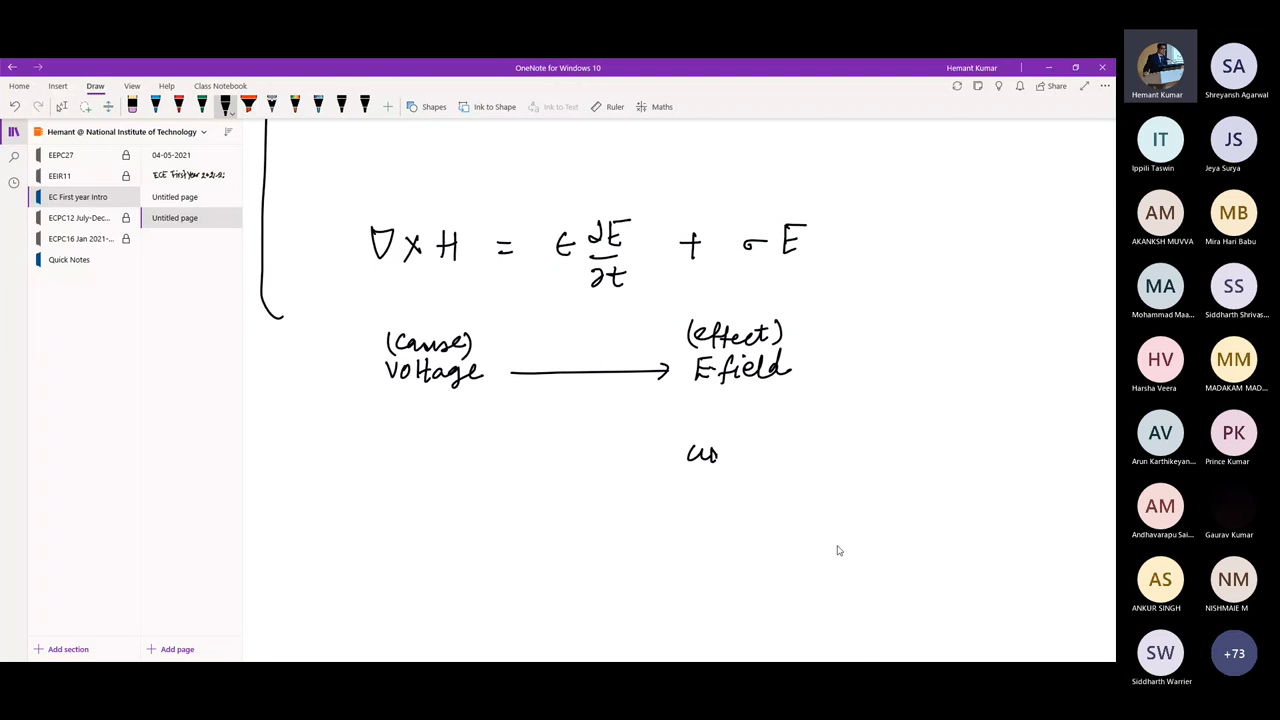 OneNote for Windows 10
Hemant Kumar
Home Insert Draw View Help Class Notebook
Share
Shapes Ink to Shape Ink to Text Ruler Maths
Hemant @ National Institute of Technology
EEPC27
EEIR11
EC First year Intro
ECPC12 July-Dec...
ECPC16 Jan 2021-...
Quick Notes
04-05-2021
ECE First Year 2021-22
Untitled page
Untitled page
∇ × H = ϵ ∂E/∂t + σ E
(cause) (effect)
Voltage → E field
Add section
Add page
Hemant Kumar
SA
Shreyansh Agarwal
IT
Ippili Taswin
JS
Jeya Surya
AM
AKANKSH MUVVA
MB
Mira Hari Babu
MA
Mohammad Maa...
SS
Siddharth Shrivas...
HV
Harsha Veera
MM
MADAKAM MAD...
AV
Arun Karthikeyan...
PK
Prince Kumar
AM
Andhavarapu Sai...
Gaurav Kumar
AS
ANKUR SINGH
NM
NISHMAIE M
SW
Siddharth Warrier
+73